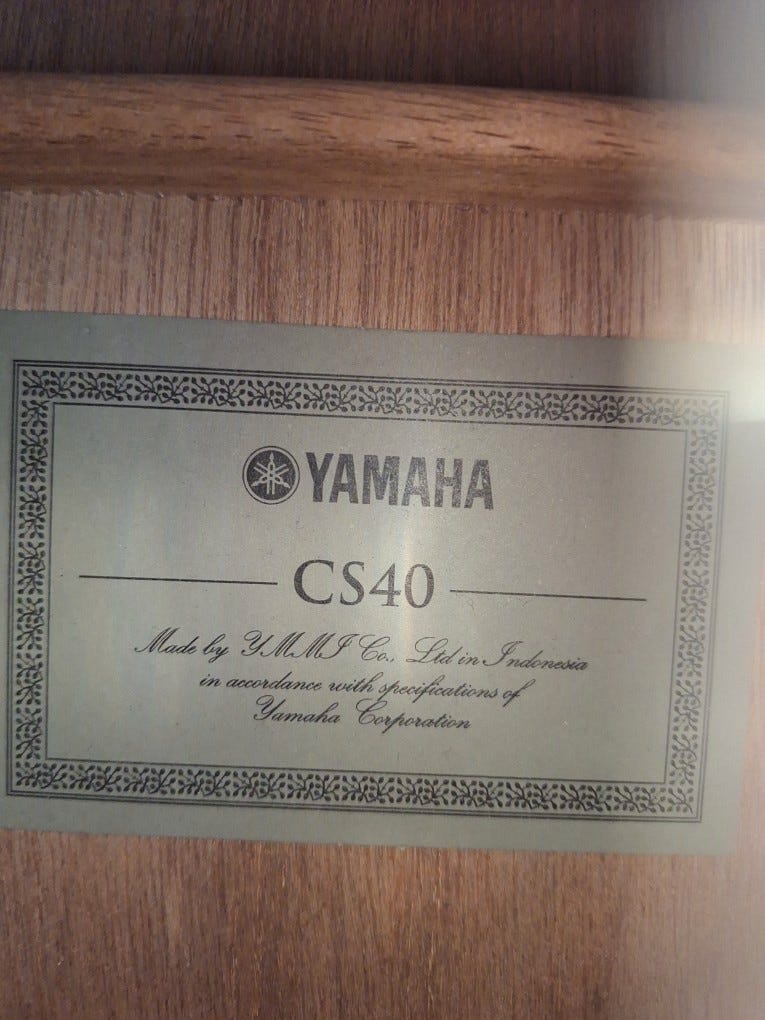 YAMAHA
CS40
Made by YMMI Co., Ltd in Indonesia
in accordance with specifications of
Yamaha Corporation